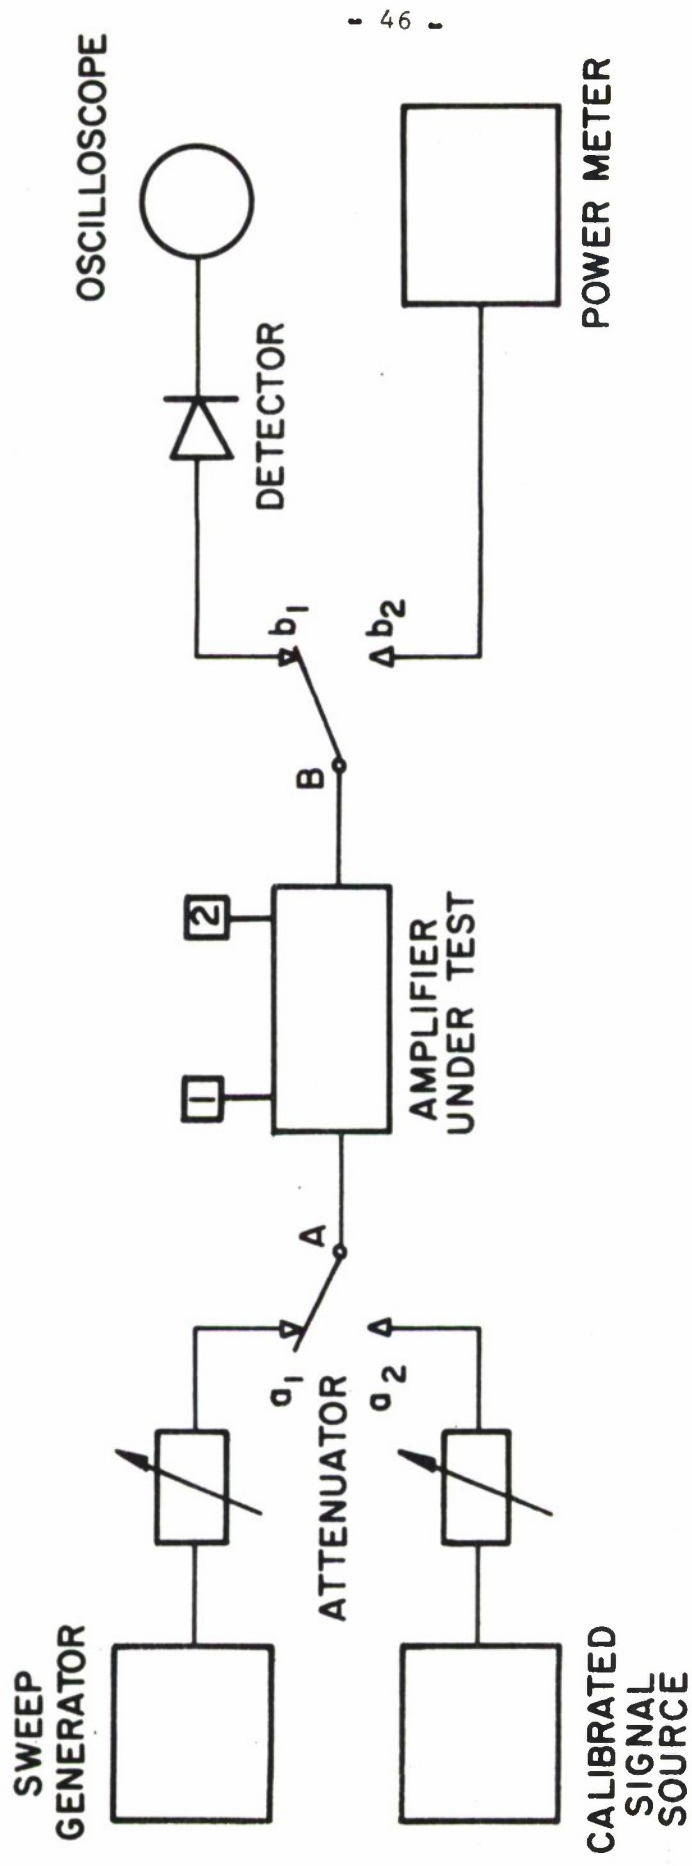 - 46 -
SWEEP
GENERATOR
ATTENUATOR
CALIBRATED
SIGNAL
SOURCE
a1
a2
A
1
2
AMPLIFIER
UNDER TEST
B
b1
b2
DETECTOR
OSCILLOSCOPE
POWER METER